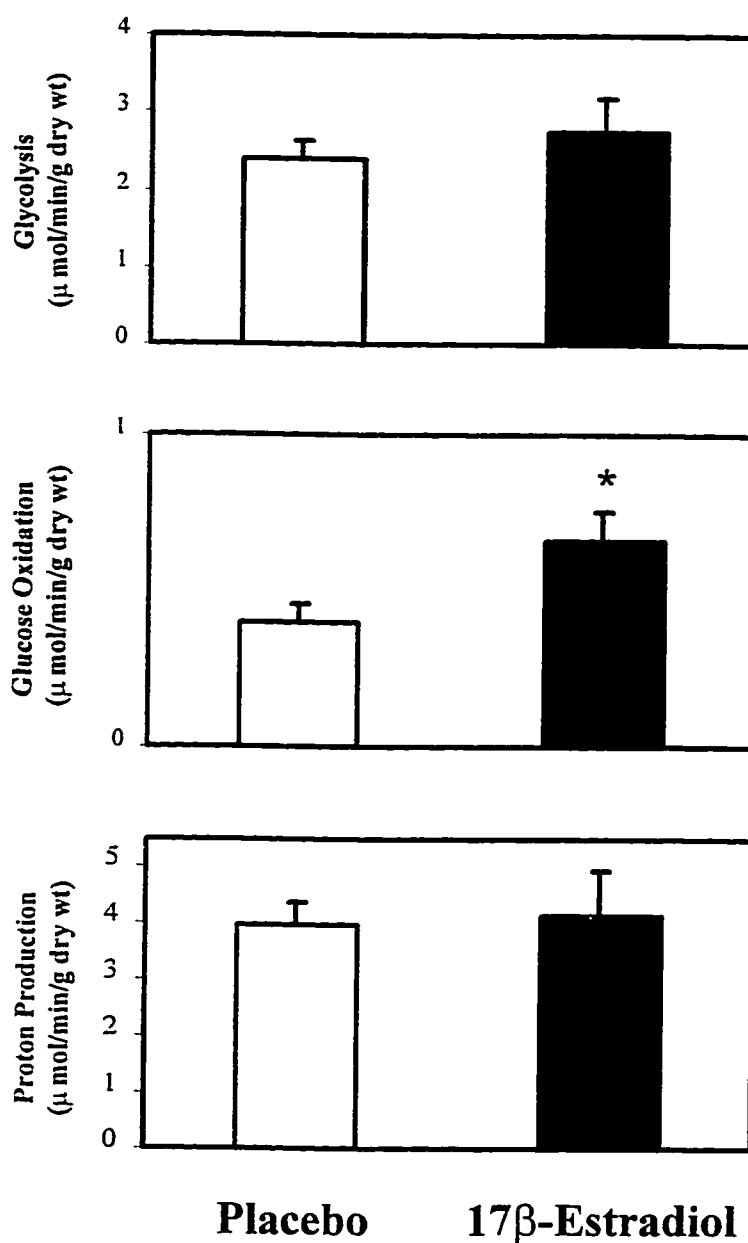 Glycolysis
(μ mol/min/g dry wt)
4
3
2
1
0
Glucose Oxidation
(μ mol/min/g dry wt)
1
0
*
Proton Production
(μ mol/min/g dry wt)
5
4
3
2
1
0
Placebo 17β-Estradiol